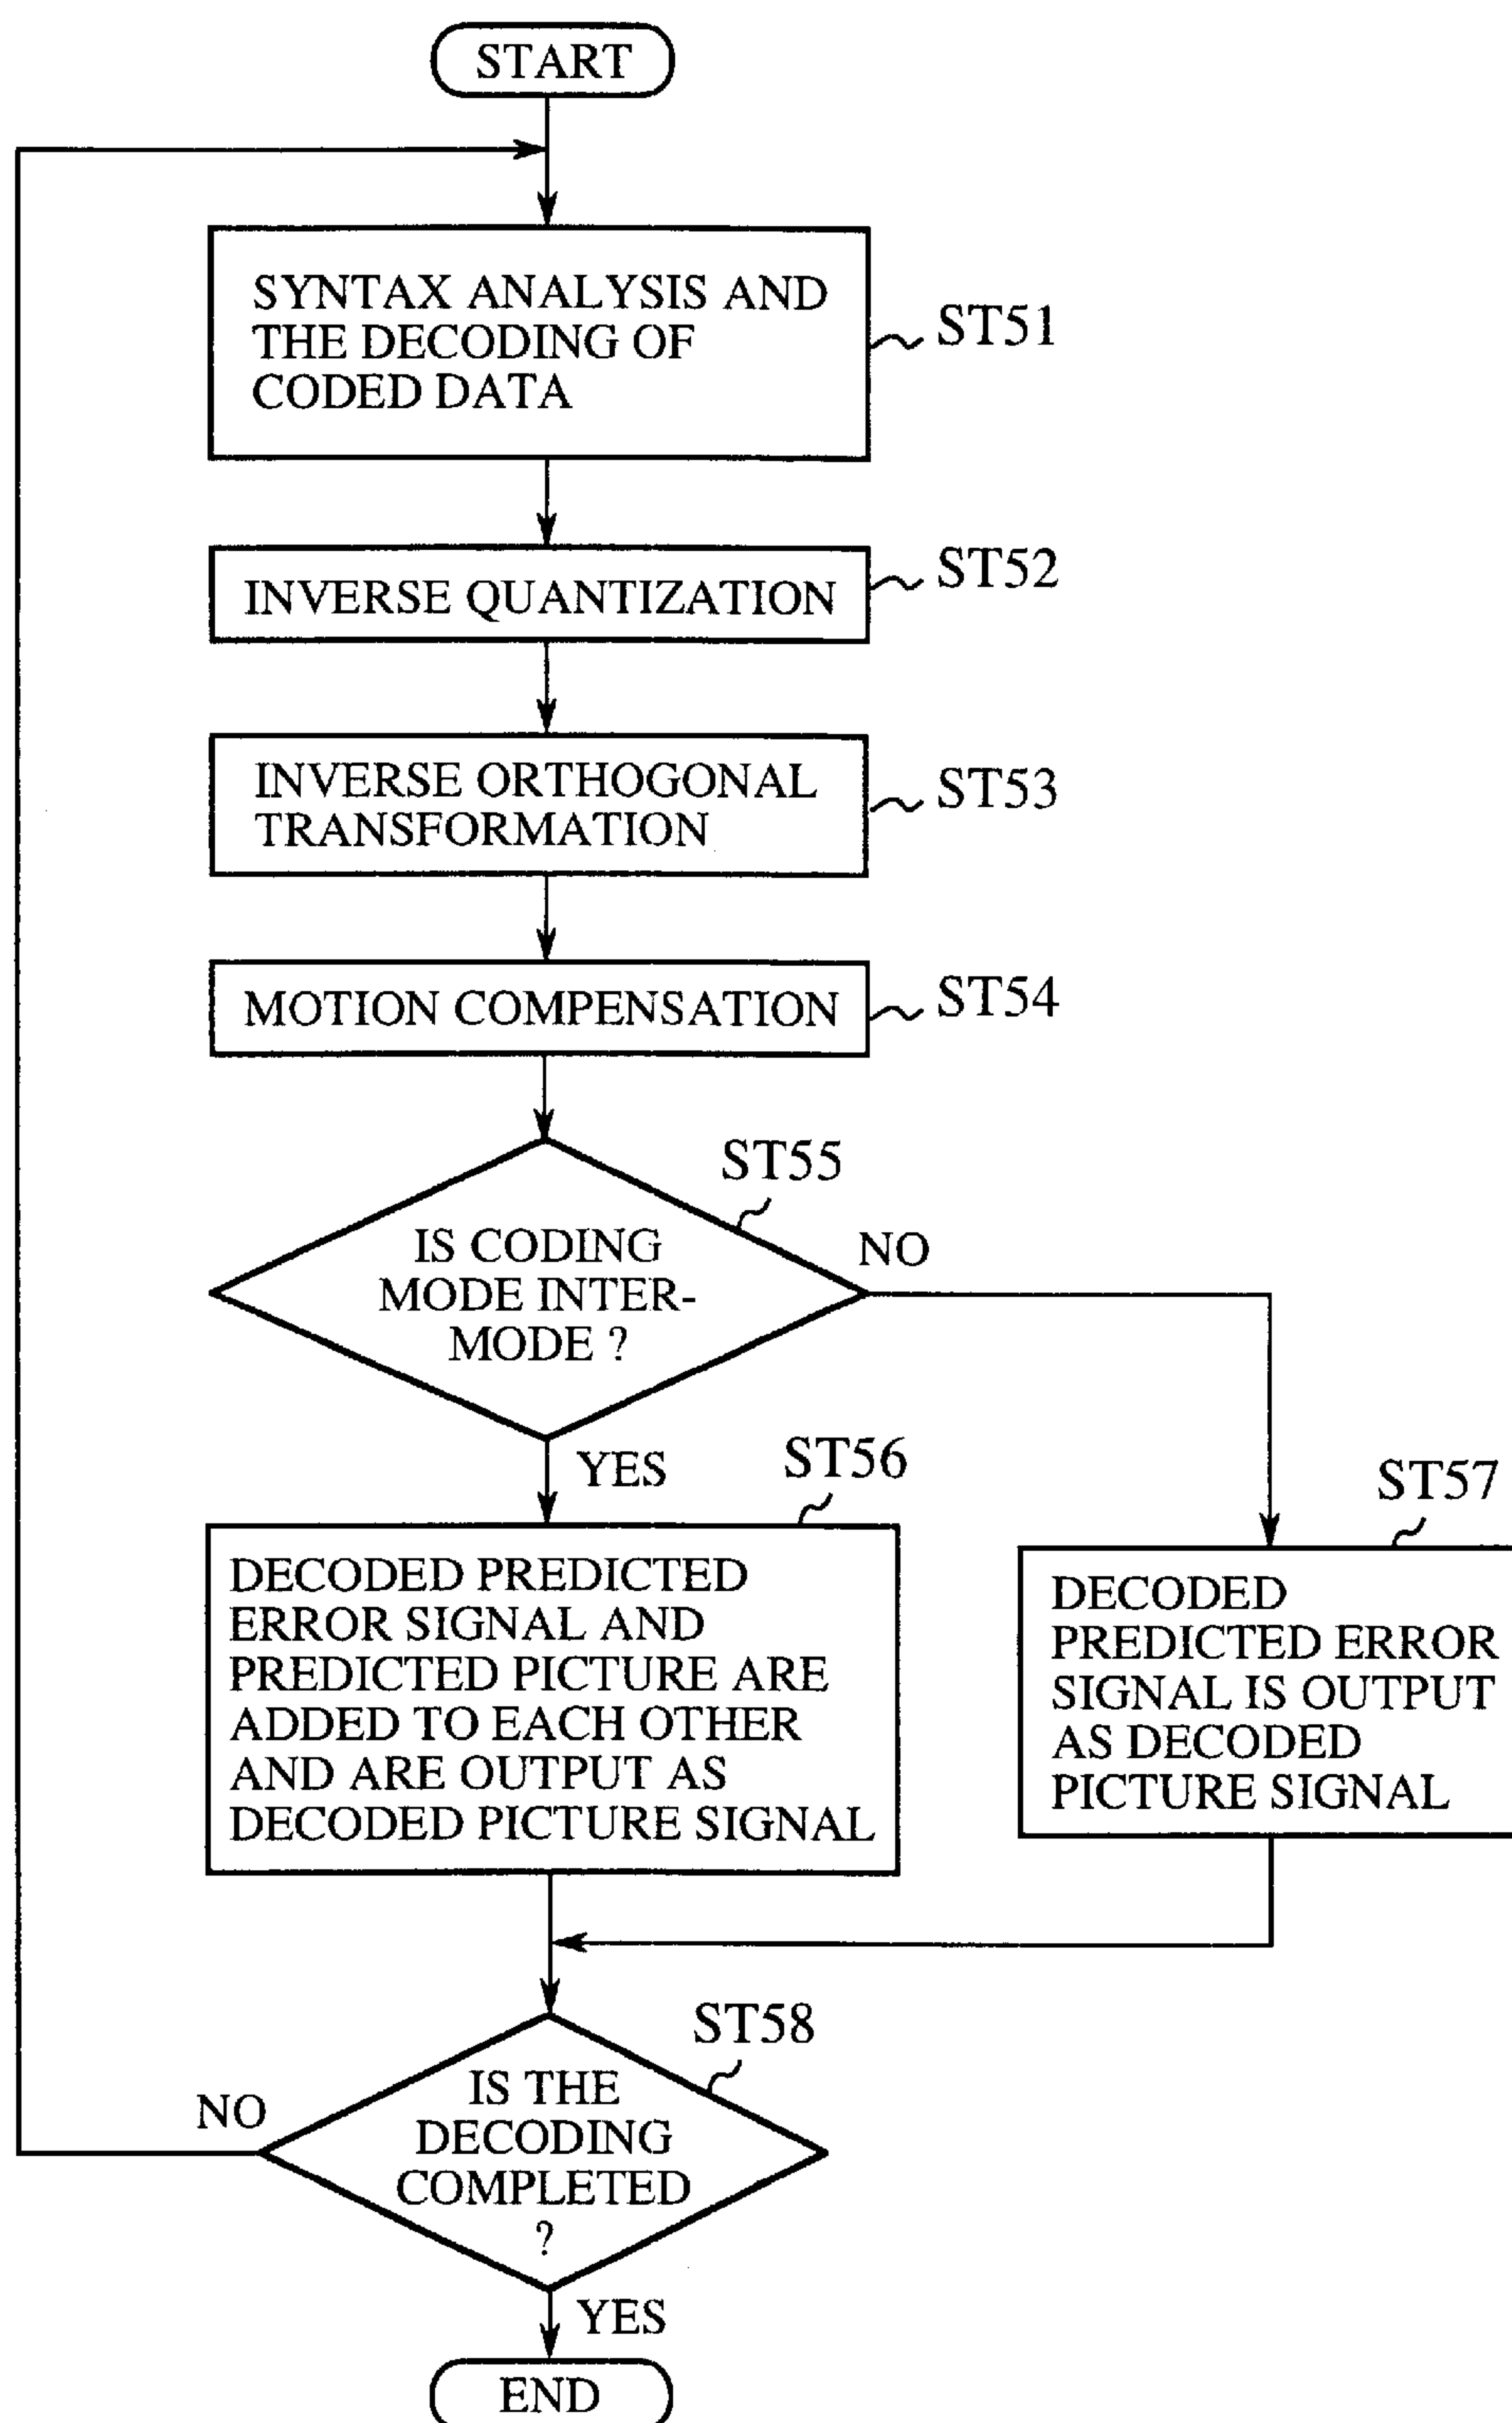 START
SYNTAX ANALYSIS AND
THE DECODING OF
CODED DATA
ST51
INVERSE QUANTIZATION
ST52
INVERSE ORTHOGONAL
TRANSFORMATION
ST53
MOTION COMPENSATION
ST54
ST55
IS CODING
MODE INTER-
MODE ?
NO
YES
ST56
DECODED PREDICTED
ERROR SIGNAL AND
PREDICTED PICTURE ARE
ADDED TO EACH OTHER
AND ARE OUTPUT AS
DECODED PICTURE SIGNAL
ST57
DECODED
PREDICTED ERROR
SIGNAL IS OUTPUT
AS DECODED
PICTURE SIGNAL
ST58
IS THE
DECODING
COMPLETED
?
NO
YES
END